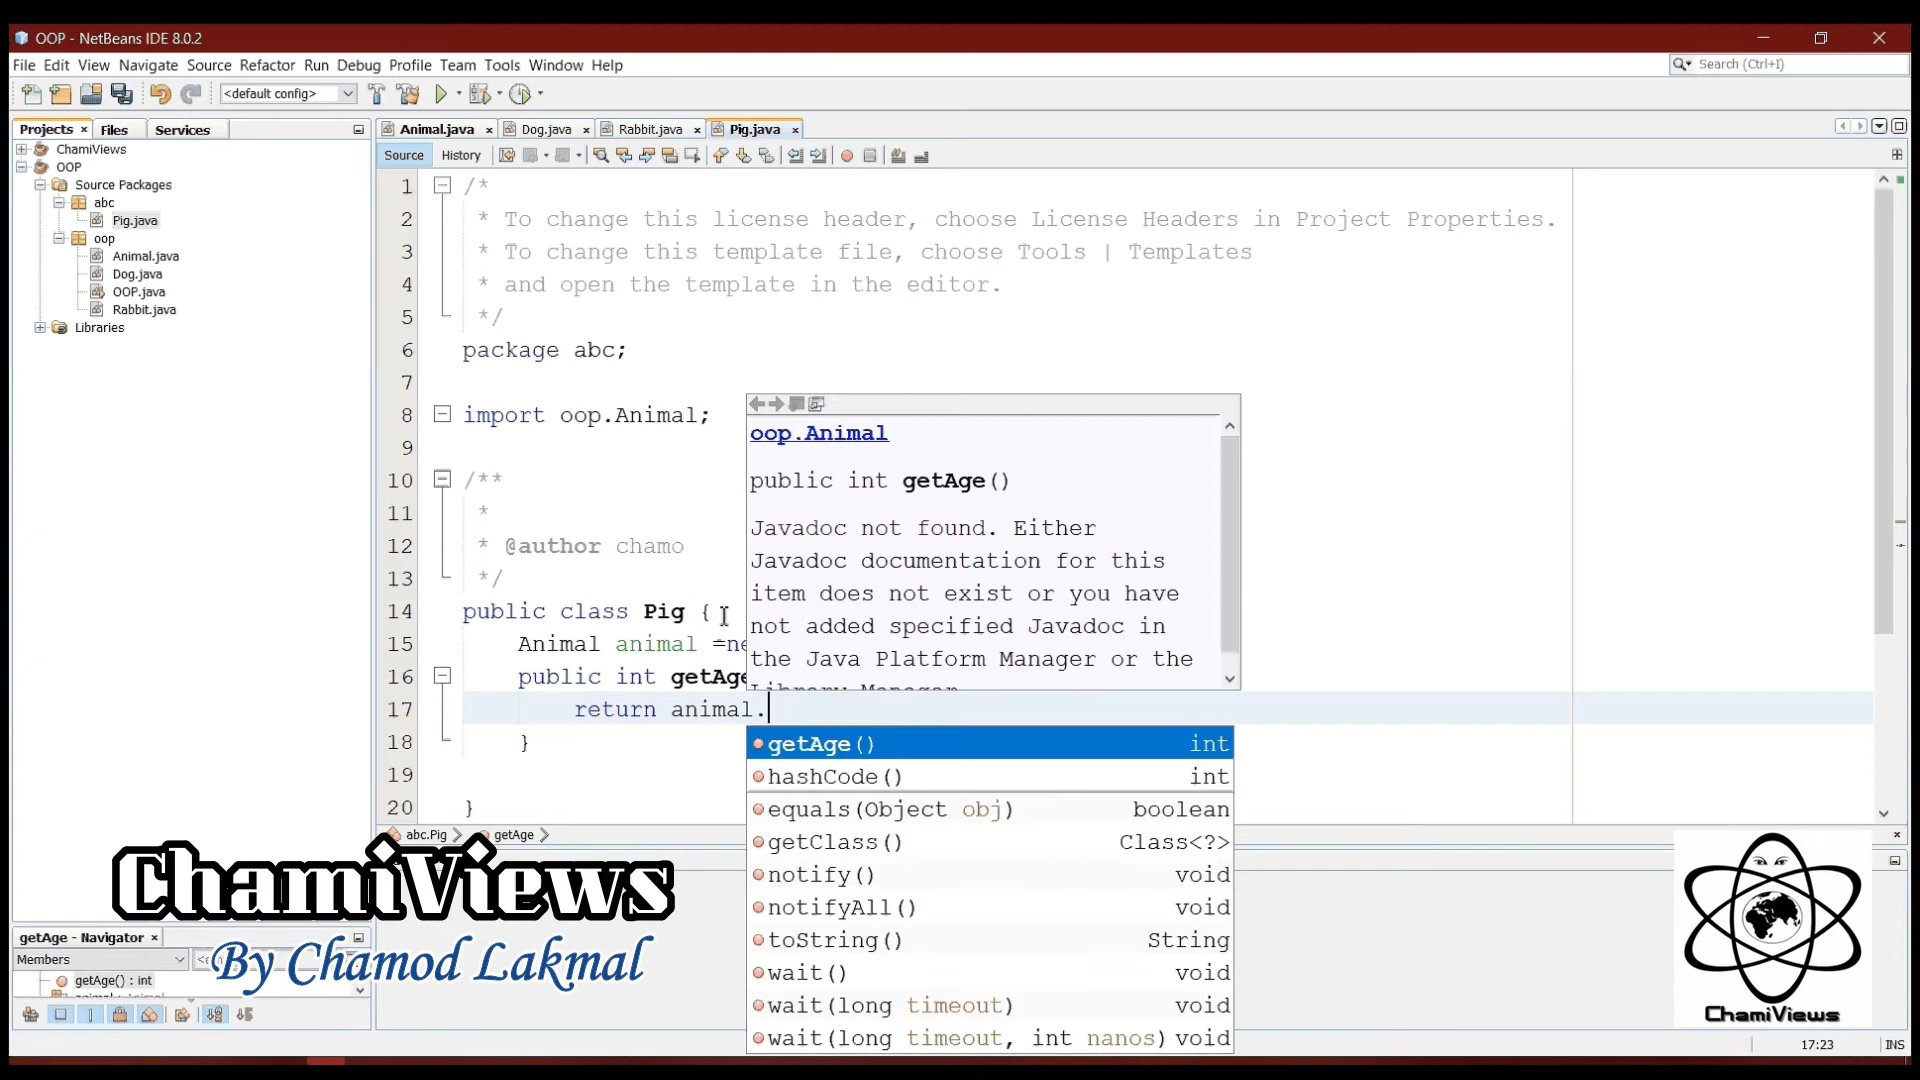 OOP - NetBeans IDE 8.0.2
File Edit View Navigate Source Refactor Run Debug Profile Team Tools Window Help
Search (Ctrl+I)
<default config>
Projects Files Services
Animal.java Dog.java Rabbit.java Pig.java
Source History
ChamiViews
OOP
Source Packages
abc
Pig.java
oop
Animal.java
Dog.java
OOP.java
Rabbit.java
Libraries
1 /*
2 * To change this license header, choose License Headers in Project Properties.
3 * To change this template file, choose Tools | Templates
4 * and open the template in the editor.
5 */
6 package abc;
7
8 import oop.Animal;
9
10 /**
11 *
12 * @author chamo
13 */
14 public class Pig {
15 Animal animal =ne
16 public int getAge
17 return animal.
18 }
19
20 }
oop.Animal
public int getAge()
Javadoc not found. Either
Javadoc documentation for this
item does not exist or you have
not added specified Javadoc in
the Java Platform Manager or the
Library Manager.
getAge() int
hashCode() int
equals(Object obj) boolean
getClass() Class<?>
notify() void
notifyAll() void
toString() String
wait() void
wait(long timeout) void
wait(long timeout, int nanos) void
abc.Pig getAge
ChamiViews
By Chamod Lakmal
getAge - Navigator
Members
getAge() : int
animal : Animal
ChamiViews
17:23 INS